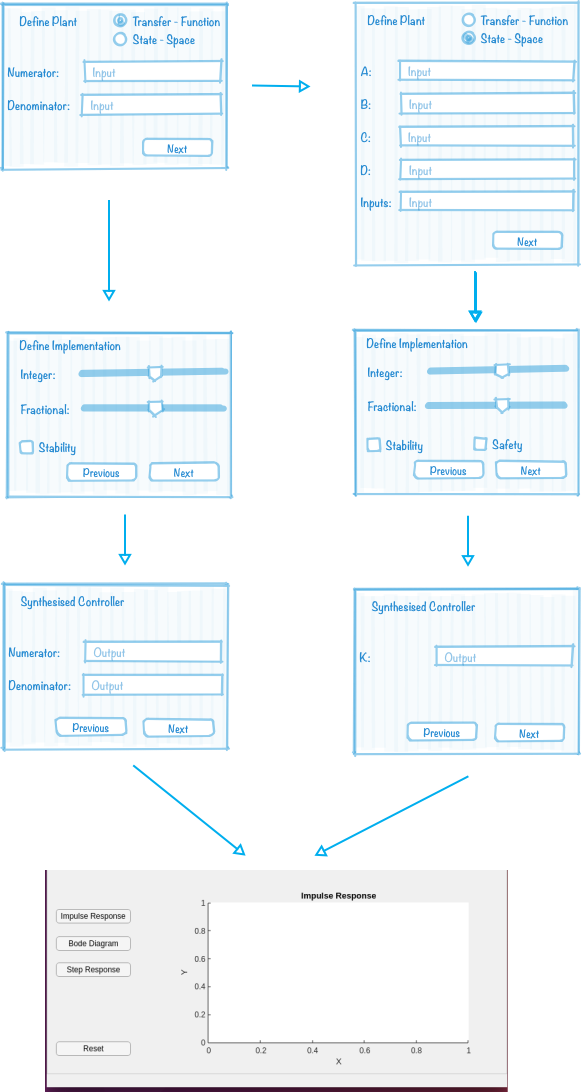 Define Plant
Transfer - Function
State - Space
Numerator: Input
Denominator: Input
Next
Define Plant
Transfer - Function
State - Space
A: Input
B: Input
C: Input
D: Input
Inputs: Input
Next
Define Implementation
Integer:
Fractional:
Stability
Previous Next
Define Implementation
Integer:
Fractional:
Stability Safety
Previous Next
Synthesised Controller
Numerator: Output
Denominator: Output
Previous Next
Synthesised Controller
K: Output
Previous Next
Impulse Response
Bode Diagram
Step Response
Reset
Impulse Response
1
0.8
0.6
0.4
0.2
0
Y
0 0.2 0.4 0.6 0.8 1
X